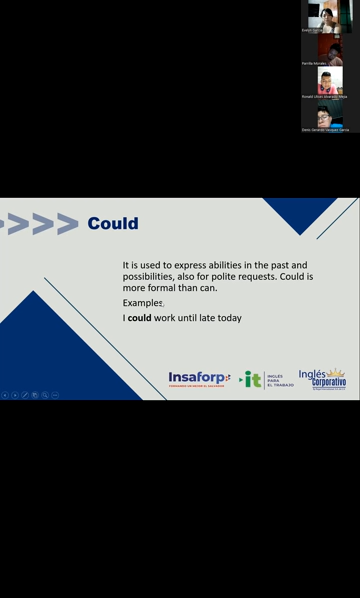 Could
It is used to express abilities in the past and
possibilities, also for polite requests. Could is
more formal than can.
Examples:
I could work until late today
Insaforp
it
INGLÉS
PARA
EL TRABAJO
Inglés
Corporativo